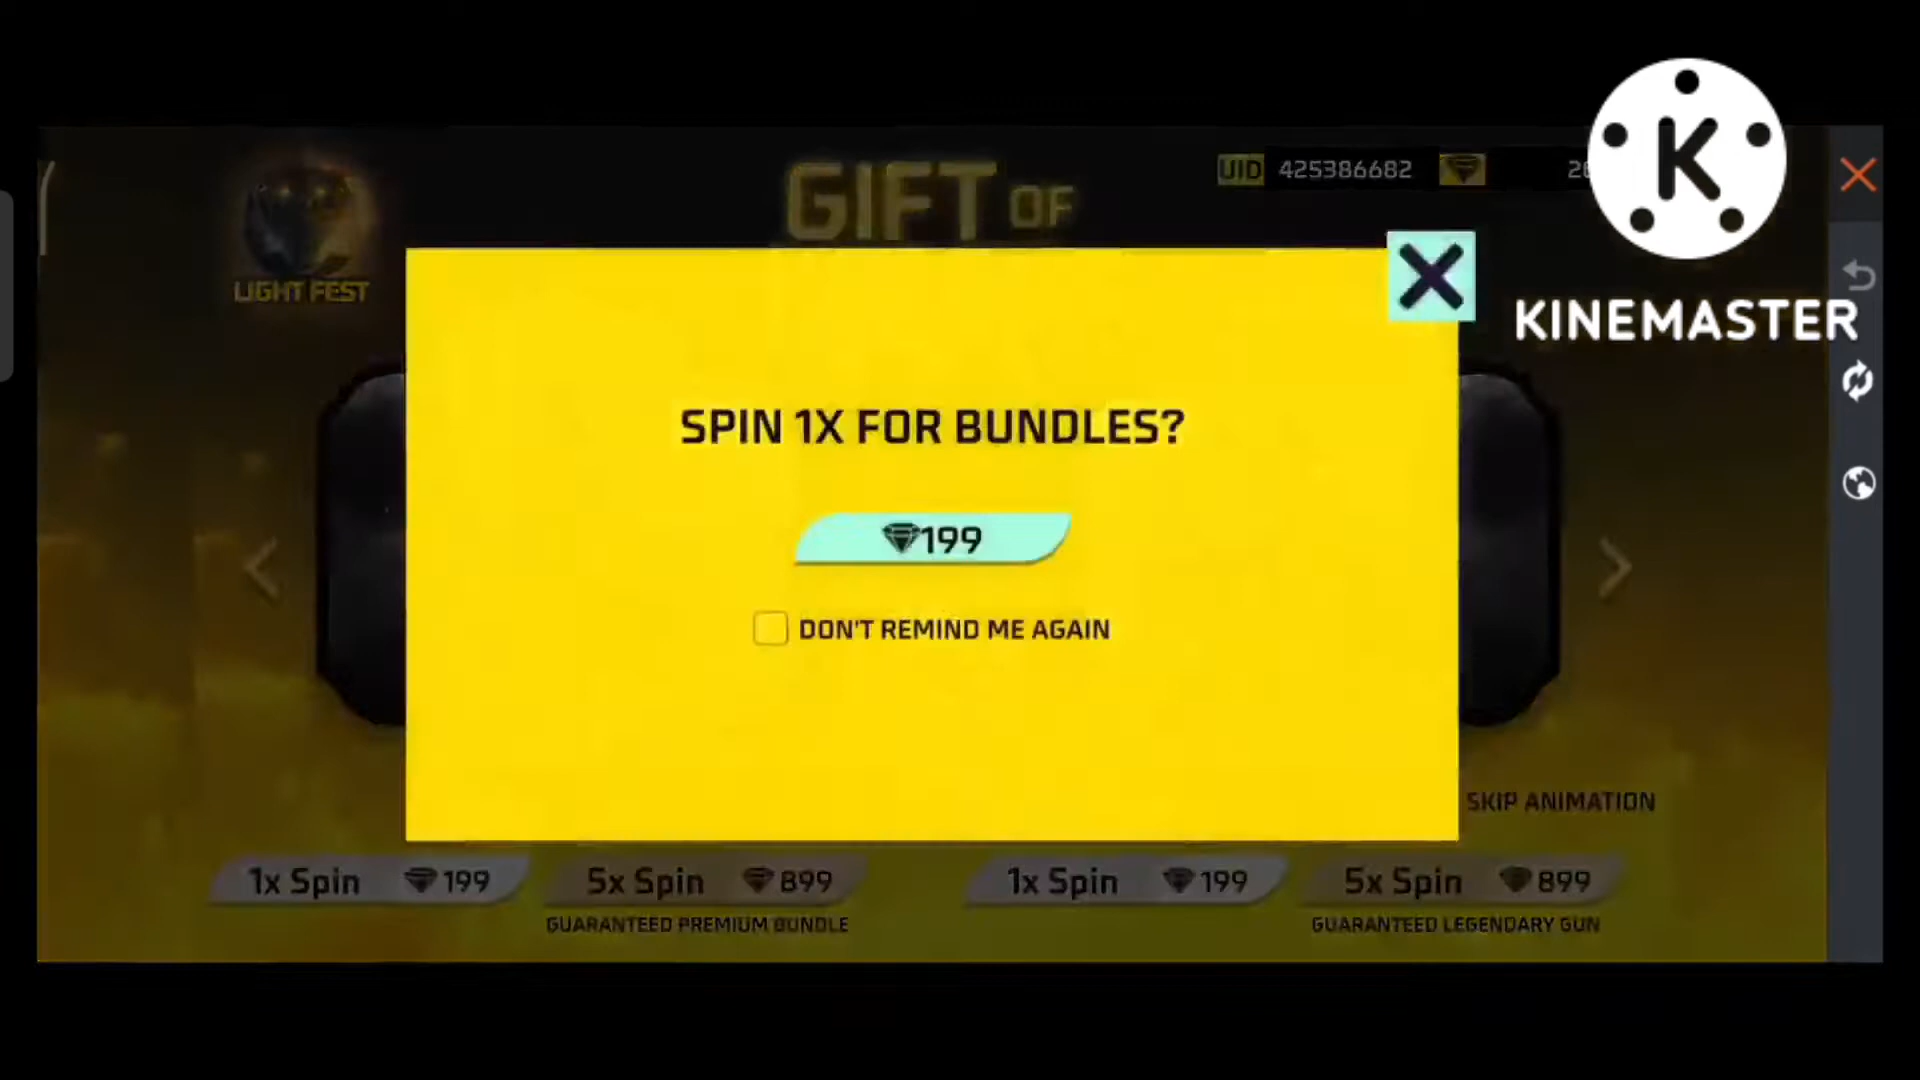 GIFT OF
UID 425386682
LIGHT FEST
KINEMASTER
SPIN 1X FOR BUNDLES?
199
DON'T REMIND ME AGAIN
SKIP ANIMATION
1x Spin 199
5x Spin 899
1x Spin 199
5x Spin 899
GUARANTEED PREMIUM BUNDLE
GUARANTEED LEGENDARY GUN